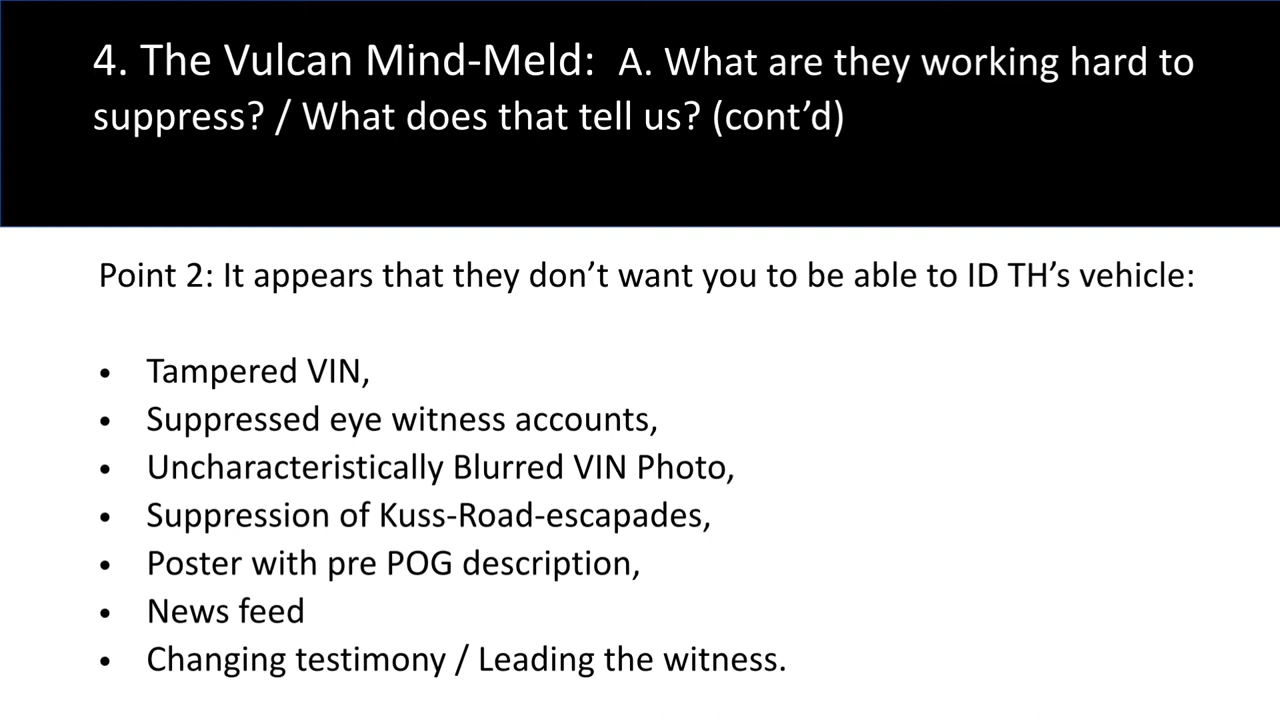 4. The Vulcan Mind-Meld: A. What are they working hard to
suppress? / What does that tell us? (cont’d)
Point 2: It appears that they don’t want you to be able to ID TH’s vehicle:
• Tampered VIN,
• Suppressed eye witness accounts,
• Uncharacteristically Blurred VIN Photo,
• Suppression of Kuss-Road-escapades,
• Poster with pre POG description,
• News feed
• Changing testimony / Leading the witness.